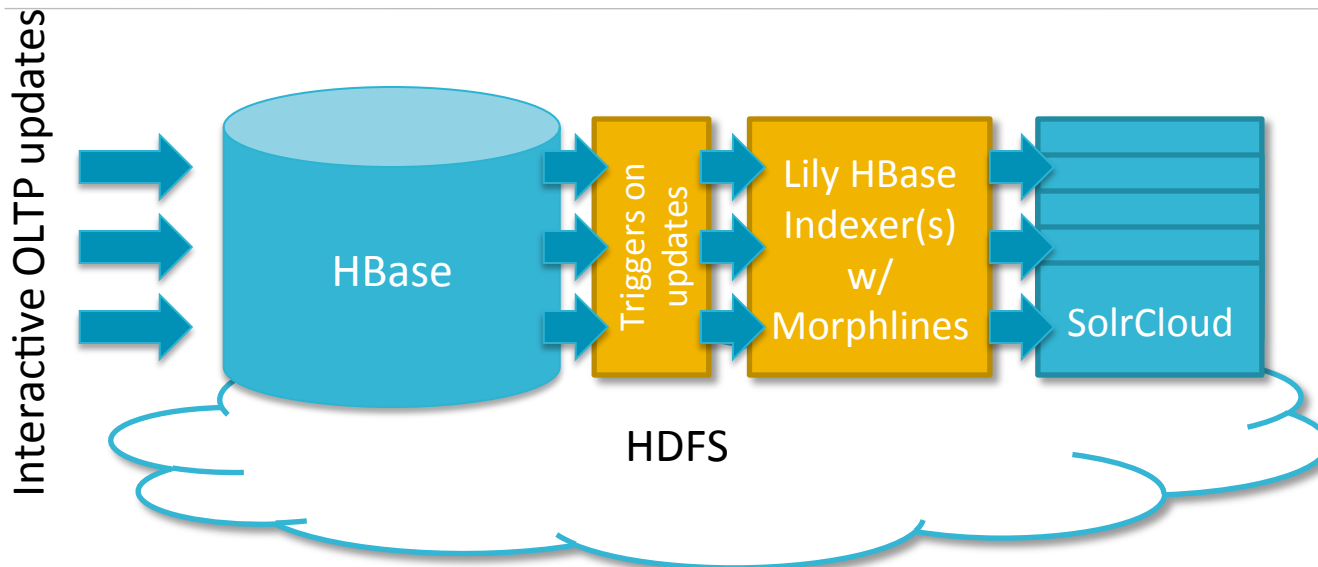 Interactive OLTP updates
HBase
Triggers on
updates
Lily HBase
Indexer(s)
w/
Morphlines
SolrCloud
HDFS